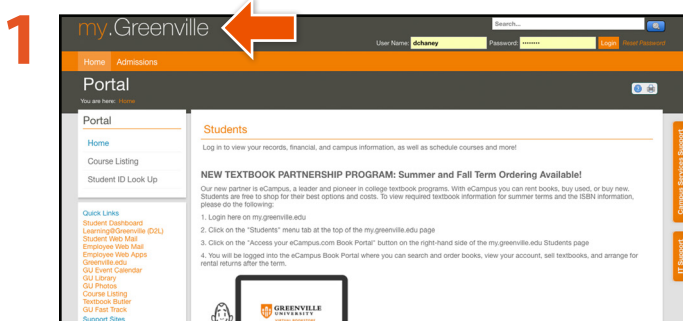 1
my.Greenville
Search...
User Name: dchaney Password: •••••••• Login Reset Password
Home Admissions
Portal
You are here: Home
Portal
Home
Course Listing
Student ID Look Up
Quick Links
Student Dashboard
Learning@Greenville (D2L)
Student Web Mail
Employee Web Mail
Employee Web Apps
Greenville.edu
GU Event Calendar
GU Library
GU Photos
Course Listing
Textbook Butler
GU Fast Track
Support Sites
Students
Log in to view your records, financial, and campus information, as well as schedule courses and more!
NEW TEXTBOOK PARTNERSHIP PROGRAM: Summer and Fall Term Ordering Available!
Our new partner is eCampus, a leader and pioneer in college textbook programs. With eCampus you can rent books, buy used, or buy new.
Students are free to shop for their best options and costs. To view required textbook information for summer terms and the ISBN information,
please do the following:
1. Login here on my.greenville.edu
2. Click on the "Students" menu tab at the top of the my.greenville.edu page
3. Click on the "Access your eCampus.com Book Portal" button on the right-hand side of the my.greenville.edu Students page
4. You will be logged into the eCampus Book Portal where you can search and order books, view your account, sell textbooks, and arrange for
rental returns after the term.
GREENVILLE
UNIVERSITY
VIRTUAL BOOKSTORE
Campus Services Support
IT Support